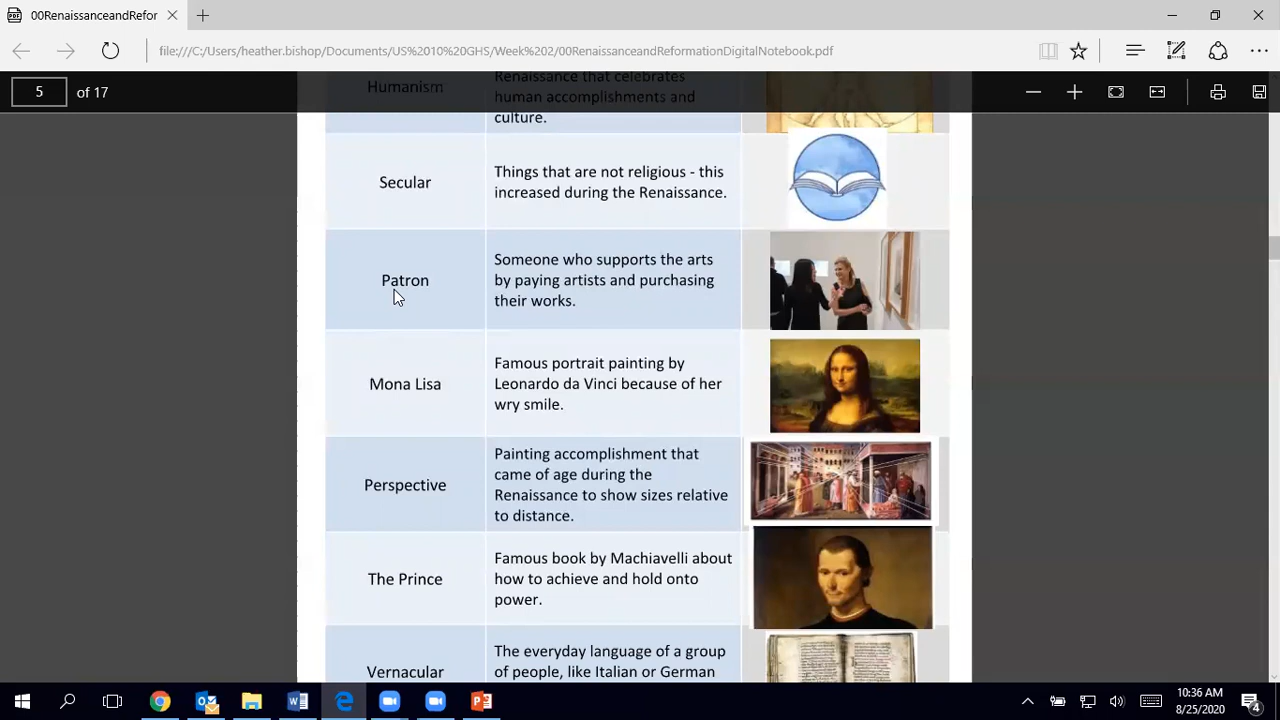 00RenaissanceandRefor
file:///C:/Users/heather.bishop/Documents/US%2010%20GHS/Week%202/00RenaissanceandReformationDigitalNotebook.pdf
5 of 17
Humanism
Renaissance that celebrates
human accomplishments and
culture.
Secular
Things that are not religious - this
increased during the Renaissance.
Patron
Someone who supports the arts
by paying artists and purchasing
their works.
Mona Lisa
Famous portrait painting by
Leonardo da Vinci because of her
wry smile.
Perspective
Painting accomplishment that
came of age during the
Renaissance to show sizes relative
to distance.
The Prince
Famous book by Machiavelli about
how to achieve and hold onto
power.
Vernacular
The everyday language of a group
of people, like Italian or German
10:36 AM
8/25/2020
4